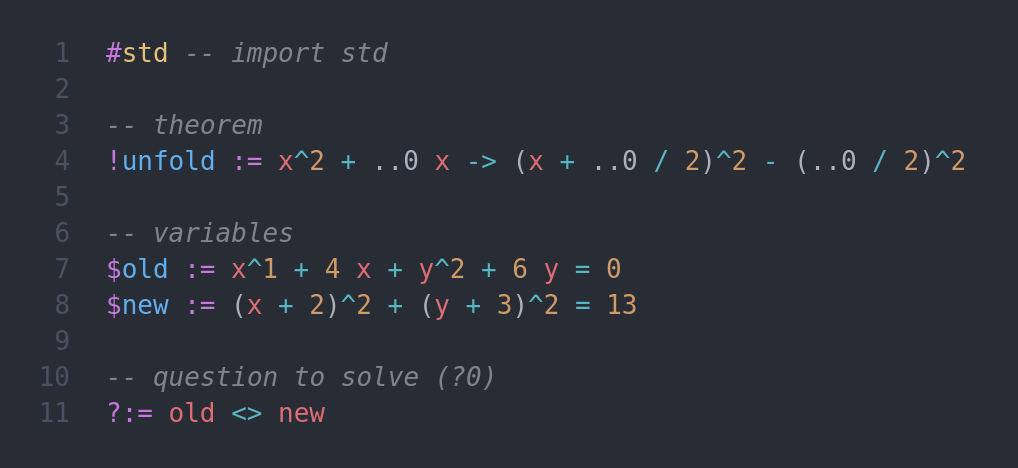 1 #std -- import std
2
3 -- theorem
4 !unfold := x^2 + ..0 x -> (x + ..0 / 2)^2 - (..0 / 2)^2
5
6 -- variables
7 $old := x^1 + 4 x + y^2 + 6 y = 0
8 $new := (x + 2)^2 + (y + 3)^2 = 13
9
10 -- question to solve (?0)
11 ?:= old <> new